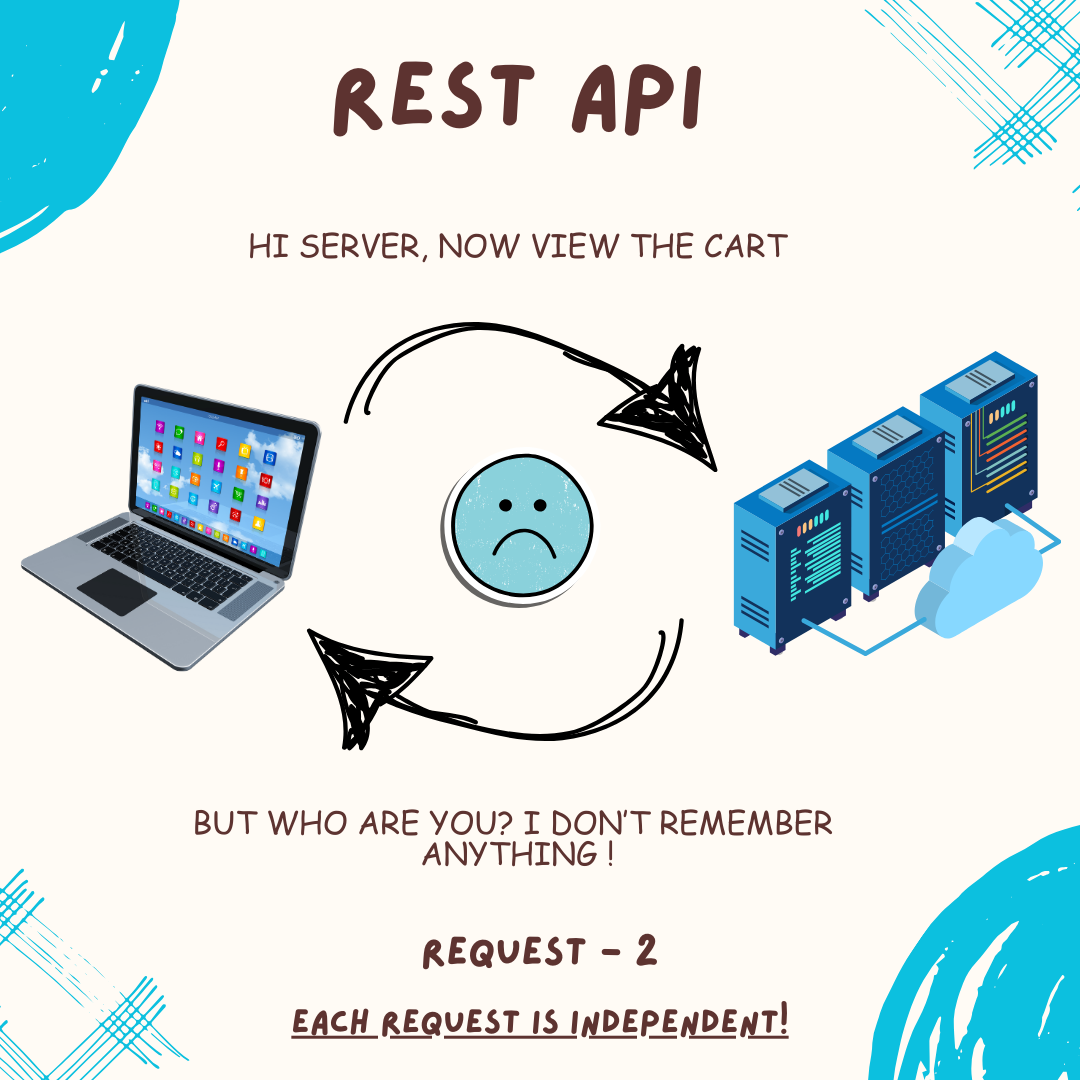 REST API
HI SERVER, NOW VIEW THE CART
BUT WHO ARE YOU? I DON'T REMEMBER
ANYTHING !
REQUEST - 2
EACH REQUEST IS INDEPENDENT!